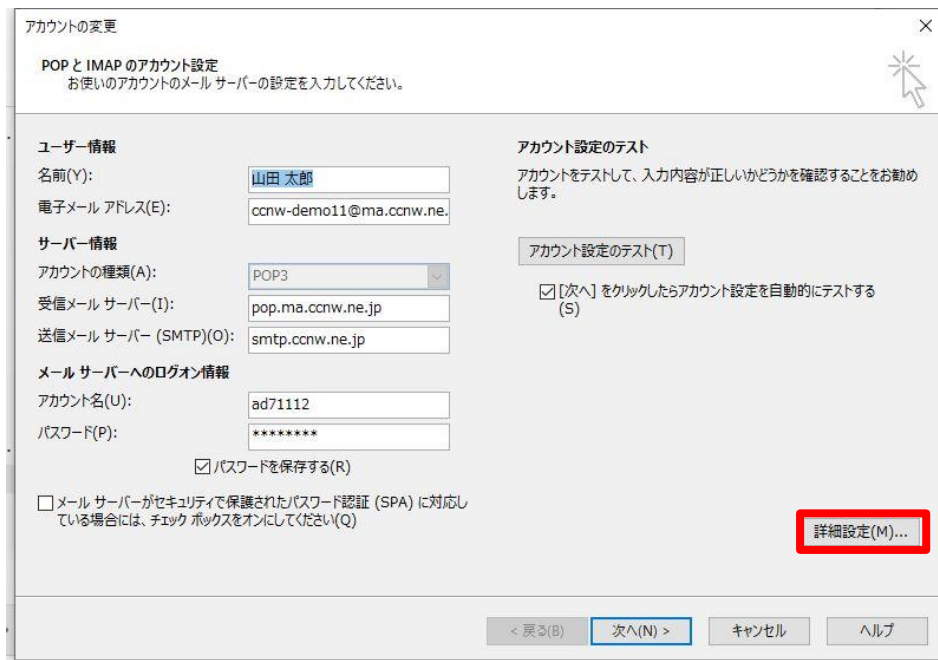 アカウントの変更
POP と IMAP のアカウント設定
お使いのアカウントのメール サーバーの設定を入力してください。
ユーザー情報
名前(Y):
山田 太郎
電子メール アドレス(E):
ccnw-demo11@ma.ccnw.ne.
サーバー情報
アカウントの種類(A):
POP3
受信メール サーバー(I):
pop.ma.ccnw.ne.jp
送信メール サーバー (SMTP)(O):
smtp.ccnw.ne.jp
メール サーバーへのログオン情報
アカウント名(U):
ad71112
パスワード(P):
********
パスワードを保存する(R)
メール サーバーがセキュリティで保護されたパスワード認証 (SPA) に対応し
ている場合には、チェック ボックスをオンにしてください(Q)
アカウント設定のテスト
アカウントをテストして、入力内容が正しいかどうかを確認することをお勧め
します。
アカウント設定のテスト(T)
[次へ] をクリックしたらアカウント設定を自動的にテストする
(S)
詳細設定(M)...
< 戻る(B)
次へ(N) >
キャンセル
ヘルプ